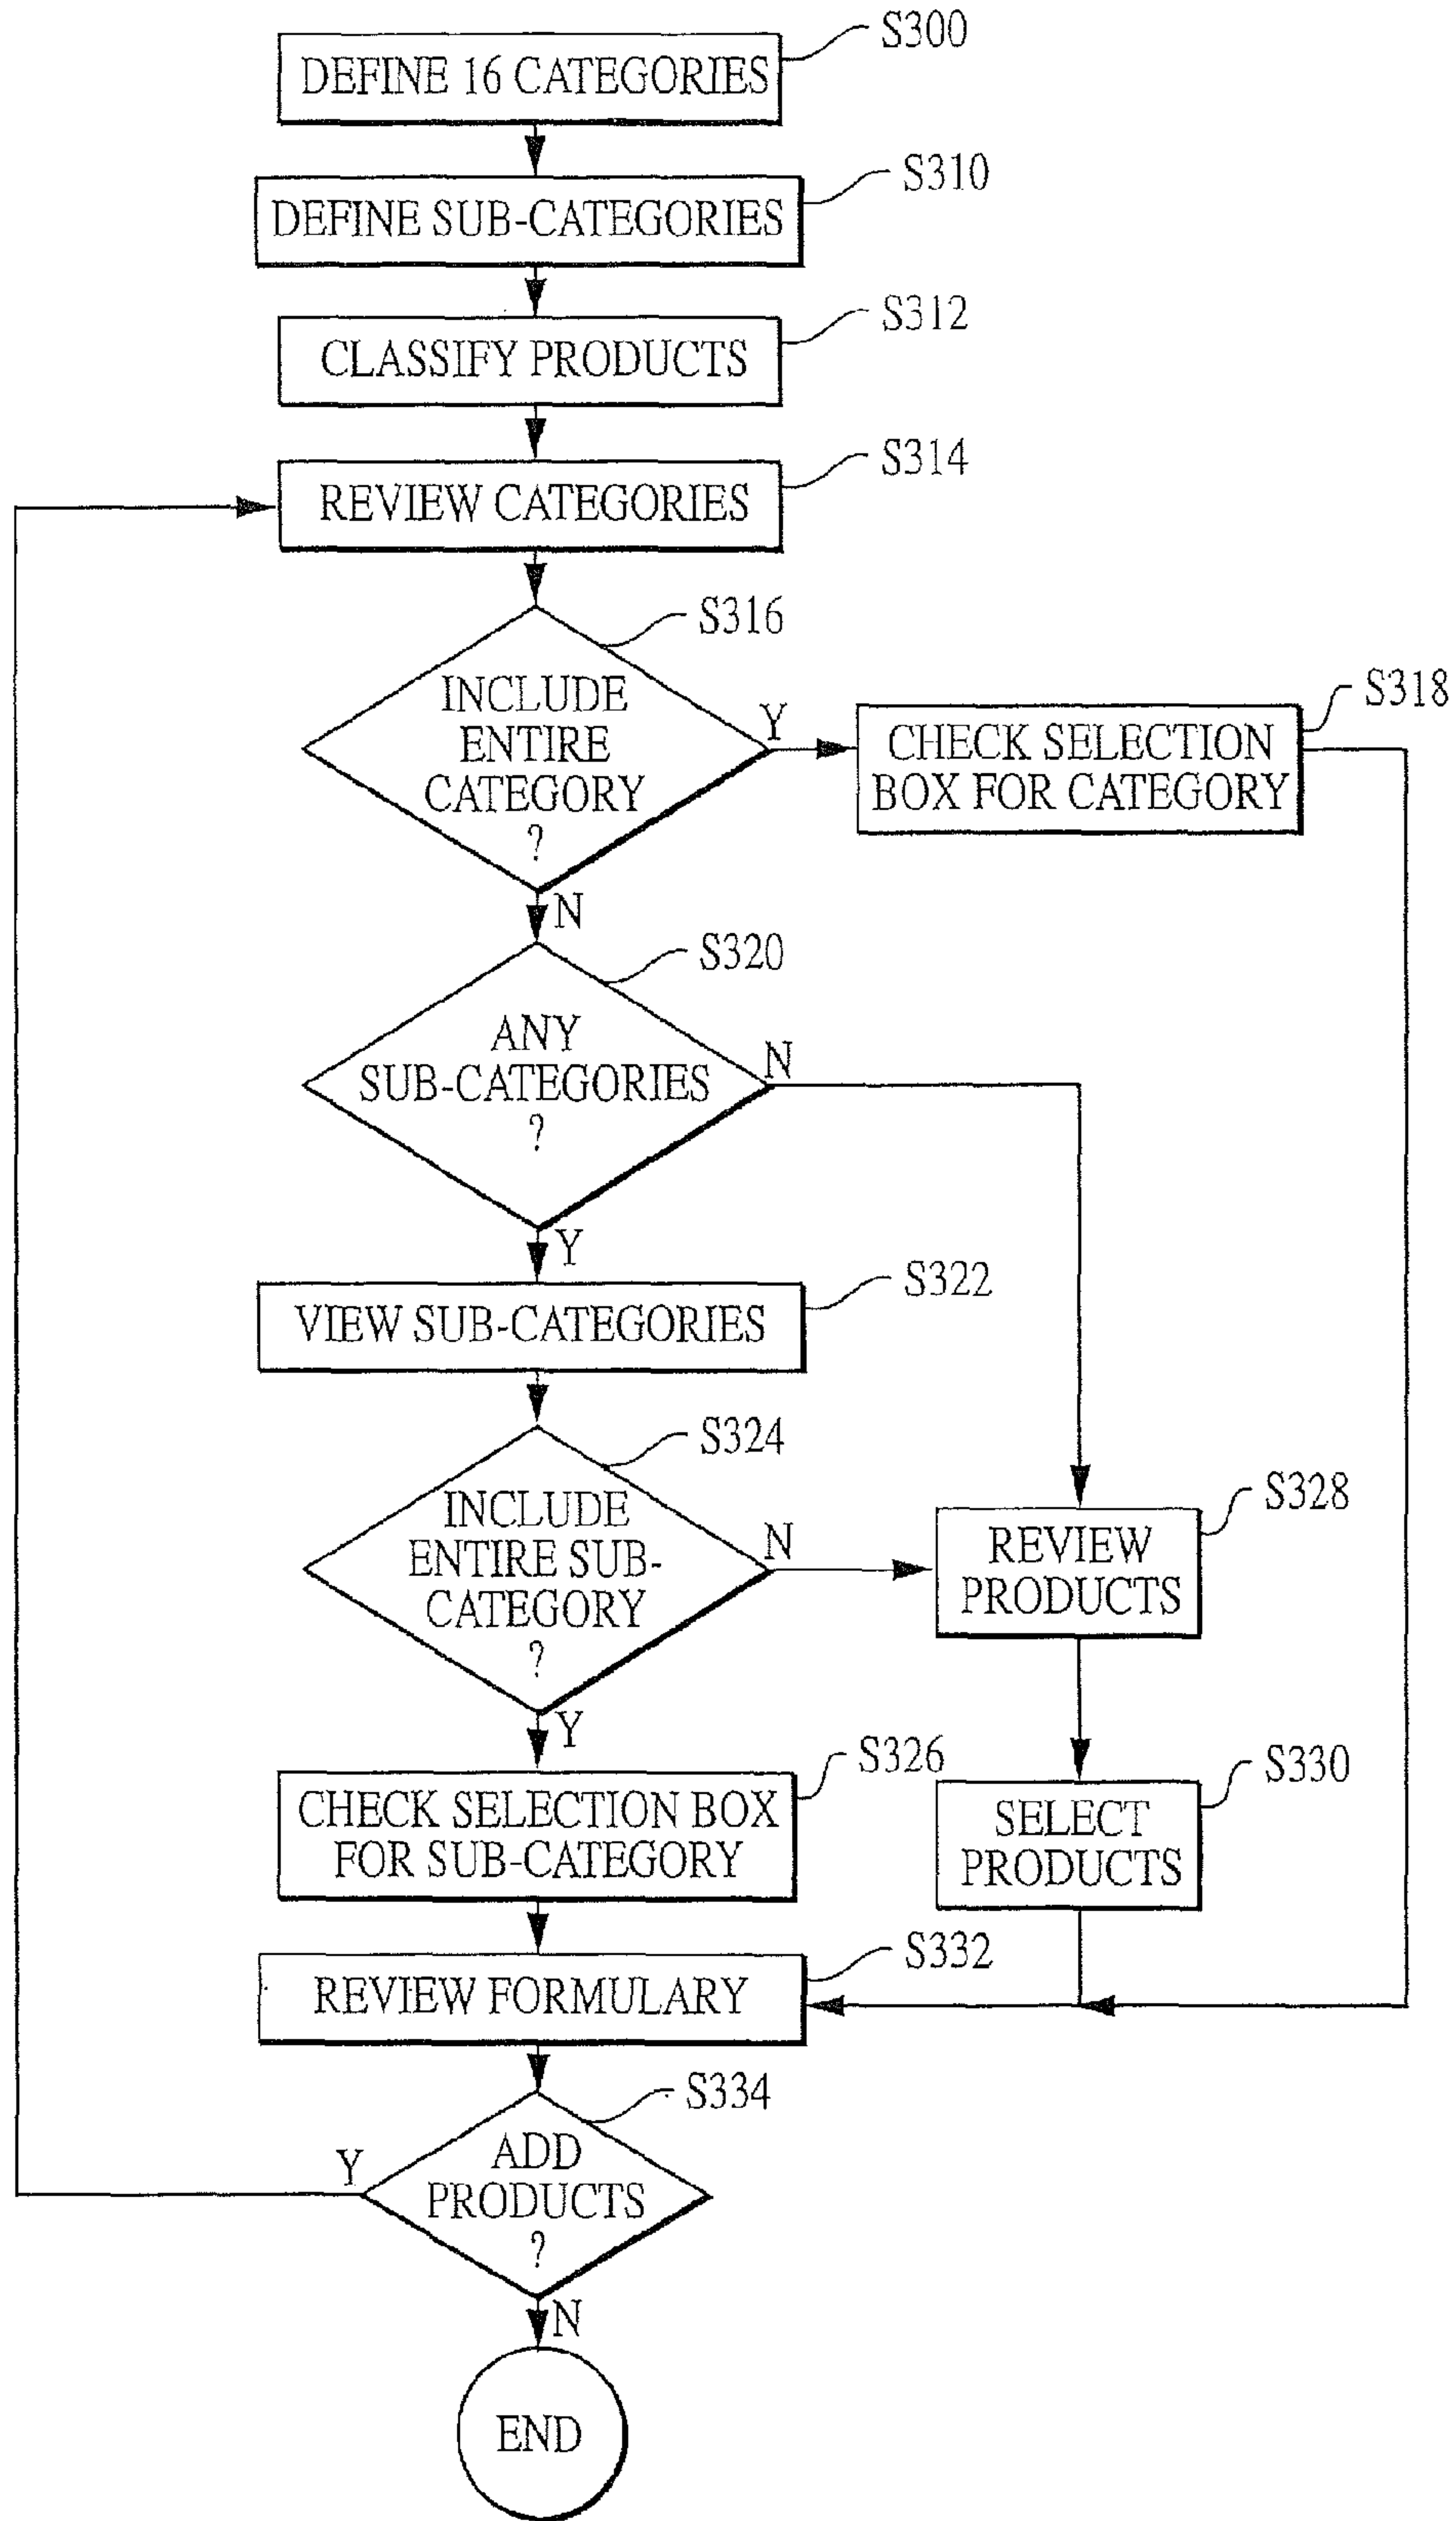 S300
DEFINE 16 CATEGORIES
S310
DEFINE SUB-CATEGORIES
S312
CLASSIFY PRODUCTS
S314
REVIEW CATEGORIES
S316
INCLUDE
ENTIRE
CATEGORY
?
Y
S318
CHECK SELECTION
BOX FOR CATEGORY
N
S320
ANY
SUB-CATEGORIES
?
N
Y
S322
VIEW SUB-CATEGORIES
S324
INCLUDE
ENTIRE SUB-
CATEGORY
?
N
S328
REVIEW
PRODUCTS
Y
S326
CHECK SELECTION BOX
FOR SUB-CATEGORY
S330
SELECT
PRODUCTS
S332
REVIEW FORMULARY
S334
ADD
PRODUCTS
?
Y
N
END